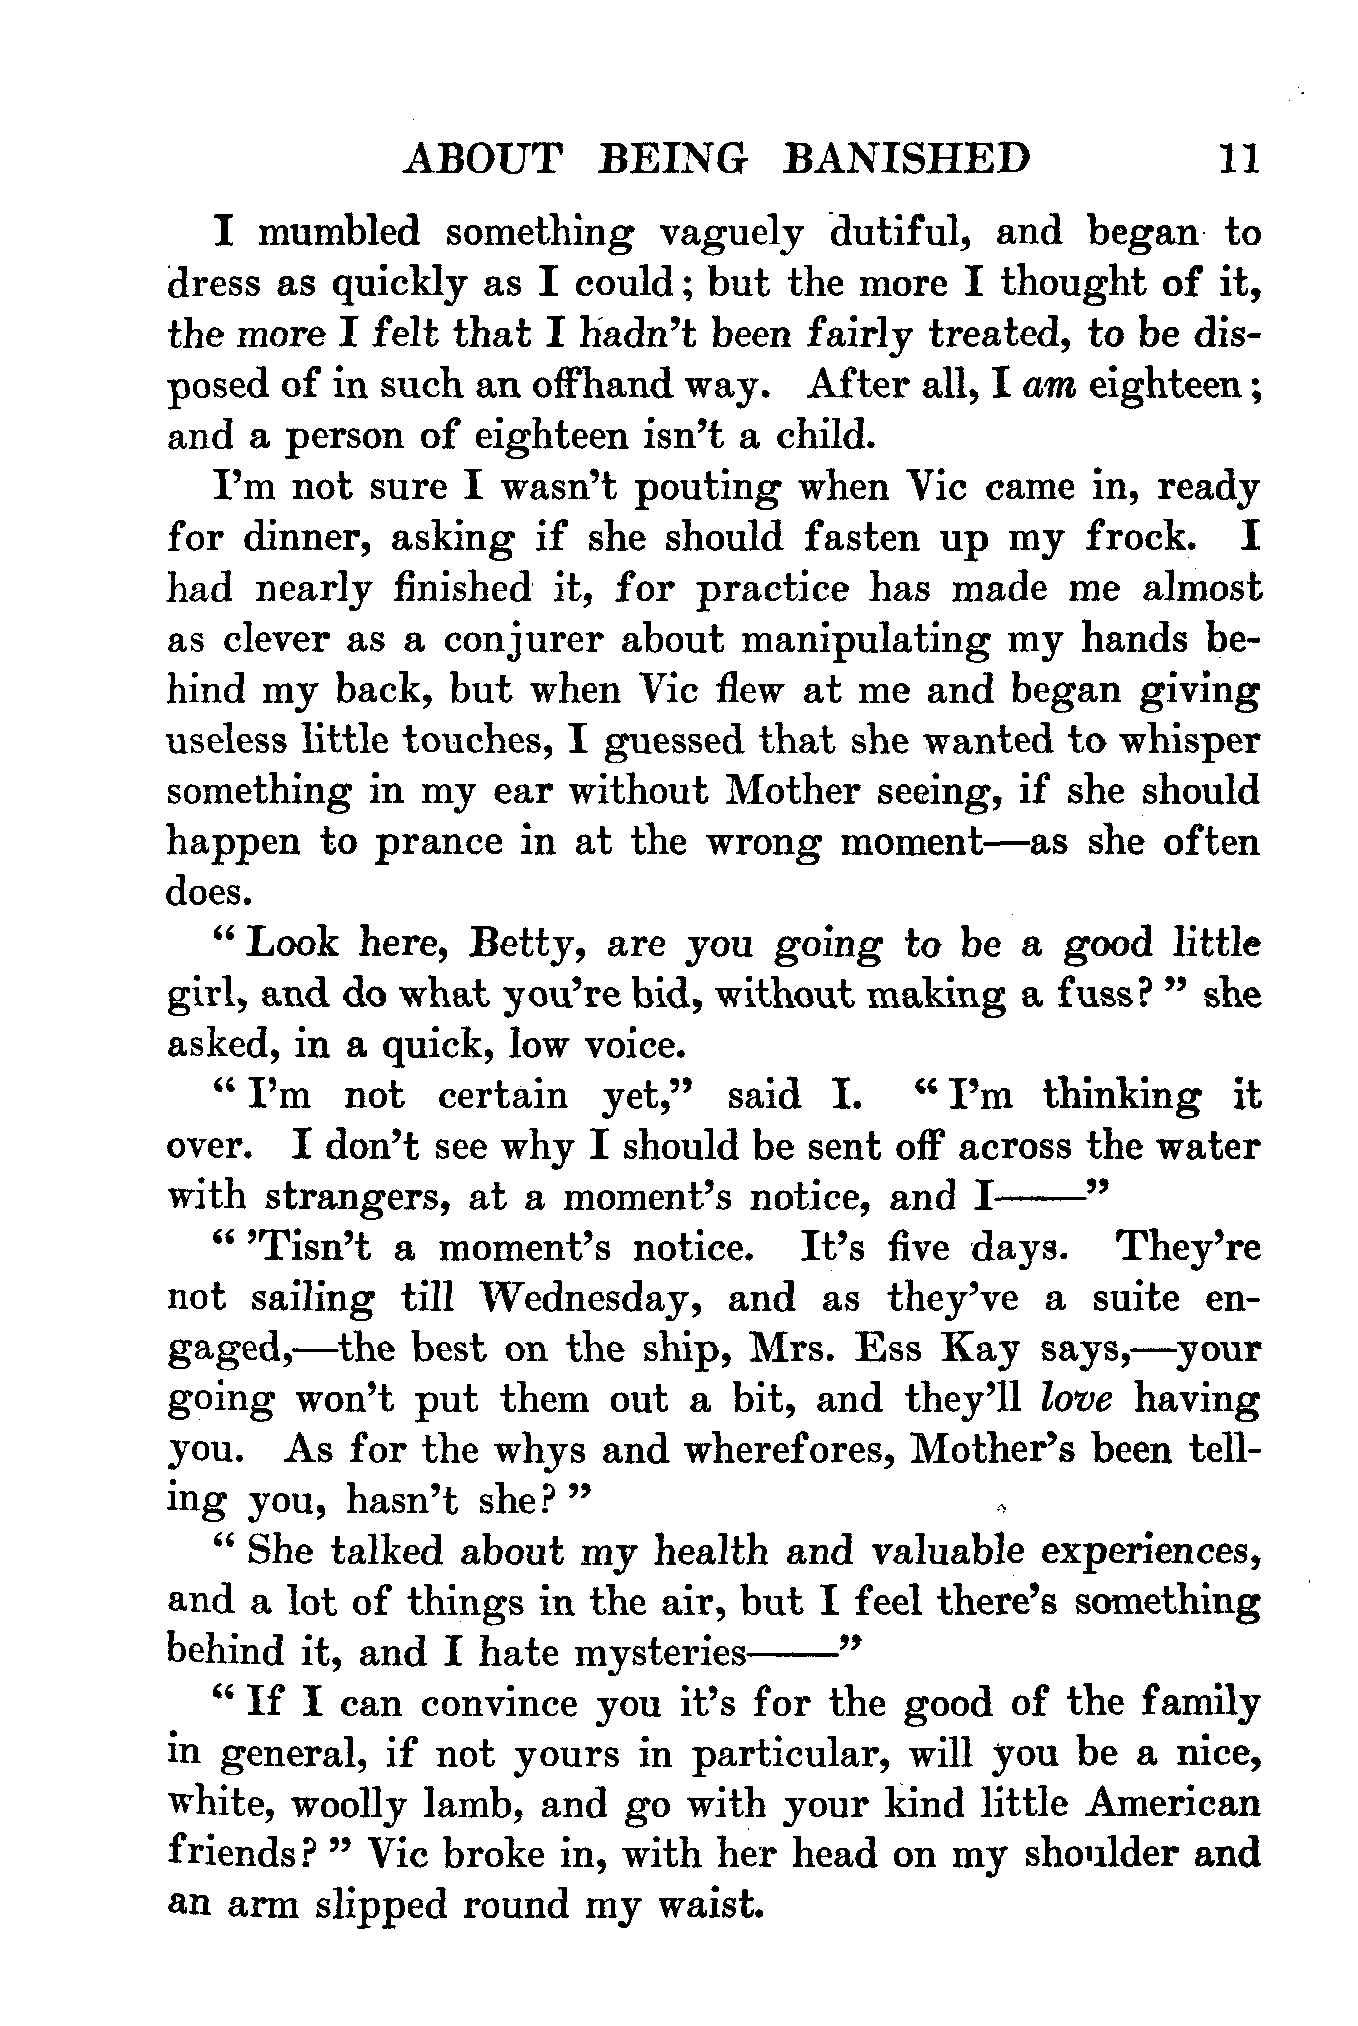 ABOUT BEING BANISHED 11
I mumbled something vaguely dutiful, and began to
dress as quickly as I could; but the more I thought of it,
the more I felt that I hadn't been fairly treated, to be dis-
posed of in such an offhand way. After all, I am eighteen;
and a person of eighteen isn't a child.
I'm not sure I wasn't pouting when Vic came in, ready
for dinner, asking if she should fasten up my frock. I
had nearly finished it, for practice has made me almost
as clever as a conjurer about manipulating my hands be-
hind my back, but when Vic flew at me and began giving
useless little touches, I guessed that she wanted to whisper
something in my ear without Mother seeing, if she should
happen to prance in at the wrong moment—as she often
does.
"Look here, Betty, are you going to be a good little
girl, and do what you're bid, without making a fuss?" she
asked, in a quick, low voice.
"I'm not certain yet," said I. "I'm thinking it
over. I don't see why I should be sent off across the water
with strangers, at a moment's notice, and I——"
"'Tisn't a moment's notice. It's five days. They're
not sailing till Wednesday, and as they've a suite en-
gaged,—the best on the ship, Mrs. Ess Kay says,—your
going won't put them out a bit, and they'll love having
you. As for the whys and wherefores, Mother's been tell-
ing you, hasn't she?"
"She talked about my health and valuable experiences,
and a lot of things in the air, but I feel there's something
behind it, and I hate mysteries——"
"If I can convince you it's for the good of the family
in general, if not yours in particular, will you be a nice,
white, woolly lamb, and go with your kind little American
friends?" Vic broke in, with her head on my shoulder and
an arm slipped round my waist.